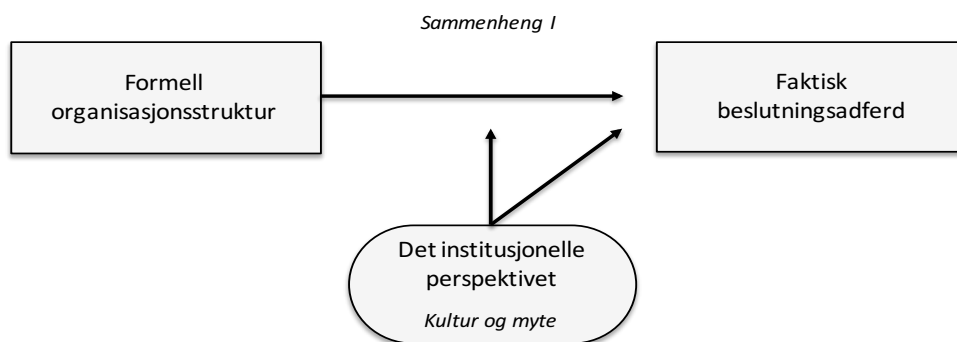 Sammenheng I
Formell
organisasjonsstruktur
Faktisk
beslutningsadferd
Det institusjonelle
perspektivet
Kultur og myte